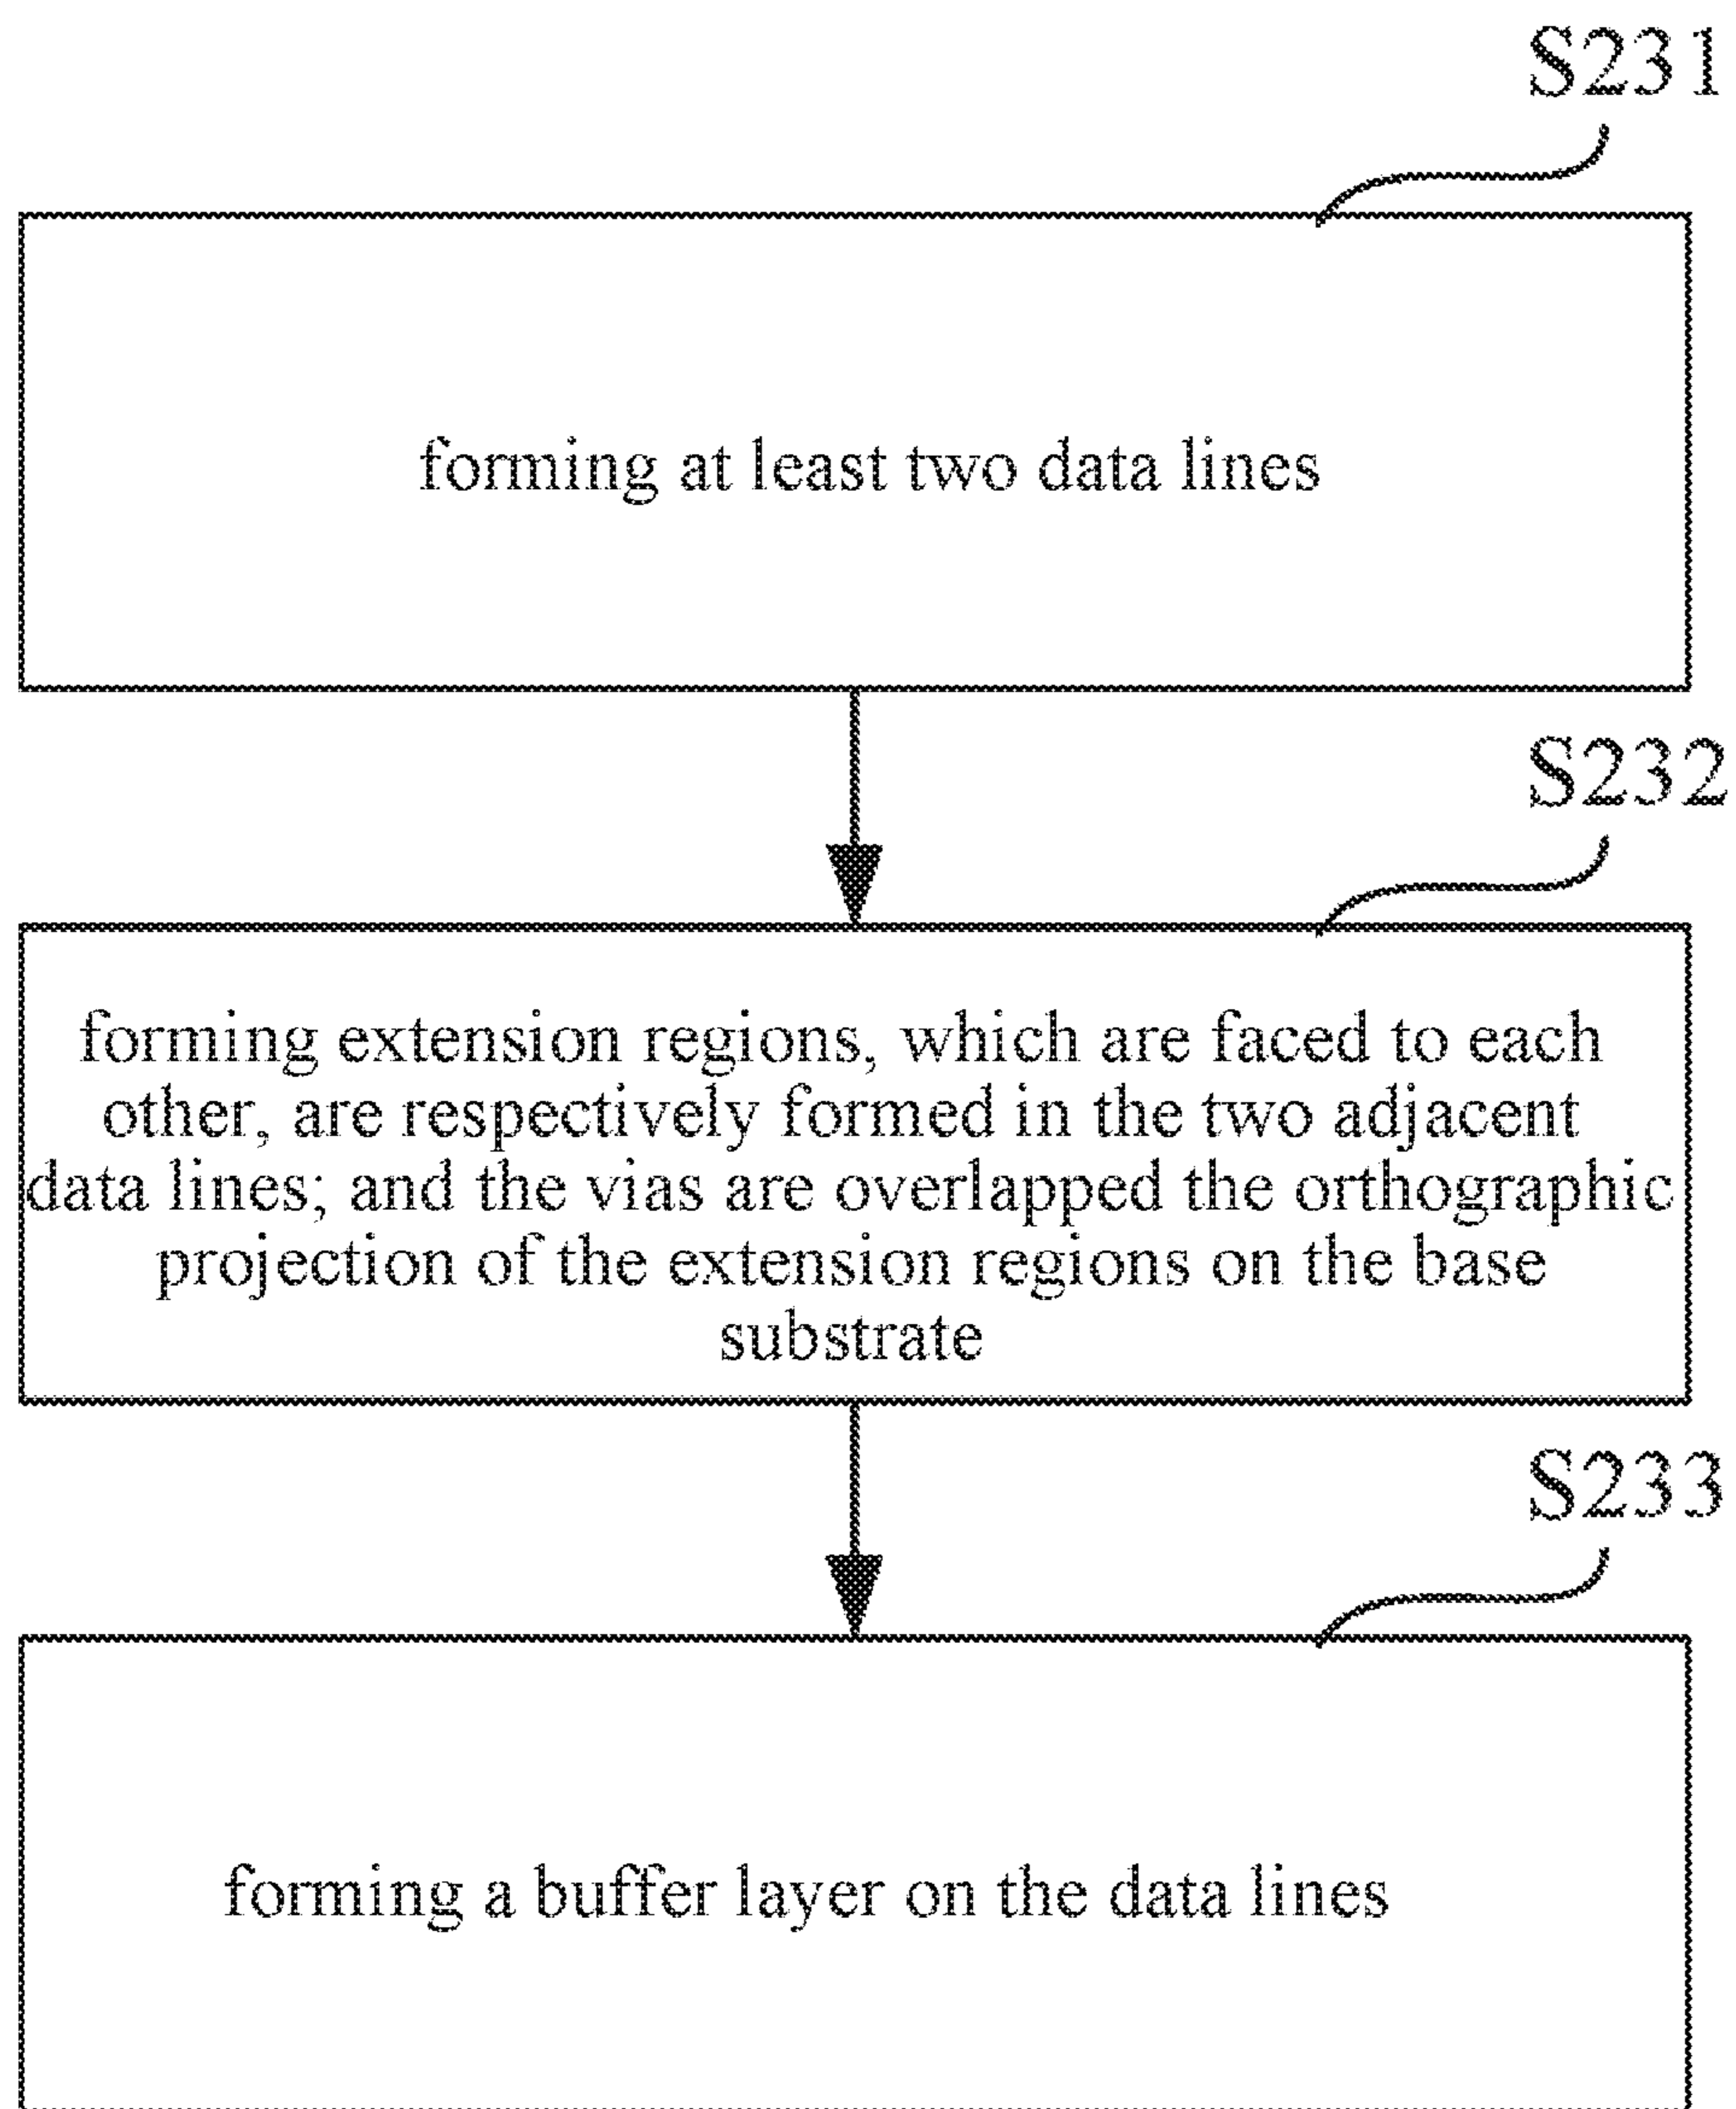 S231
forming at least two data lines
S232
forming extension regions, which are faced to each
other, are respectively formed in the two adjacent
data lines; and the vias are overlapped the orthographic
projection of the extension regions on the base
substrate
S233
forming a buffer layer on the data lines